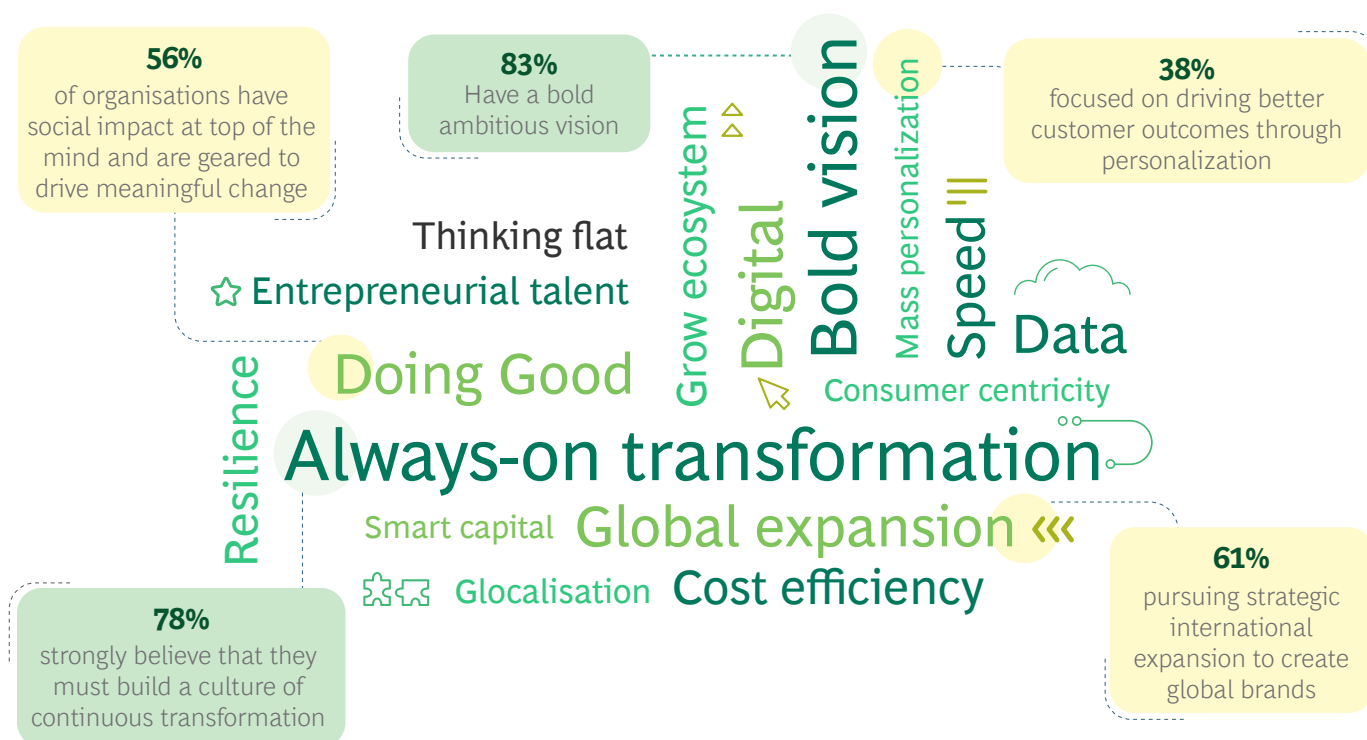 56%
of organisations have
social impact at top of the
mind and are geared to
drive meaningful change
83%
Have a bold
ambitious vision
38%
focused on driving better
customer outcomes through
personalization
Thinking flat
Entrepreneurial talent
Doing Good
Resilience
Grow ecosystem
Digital
Bold vision
Mass personalization
Speed
Data
Consumer centricity
Always-on transformation
Smart capital
Global expansion
Glocalisation
Cost efficiency
78%
strongly believe that they
must build a culture of
continuous transformation
61%
pursuing strategic
international
expansion to create
global brands